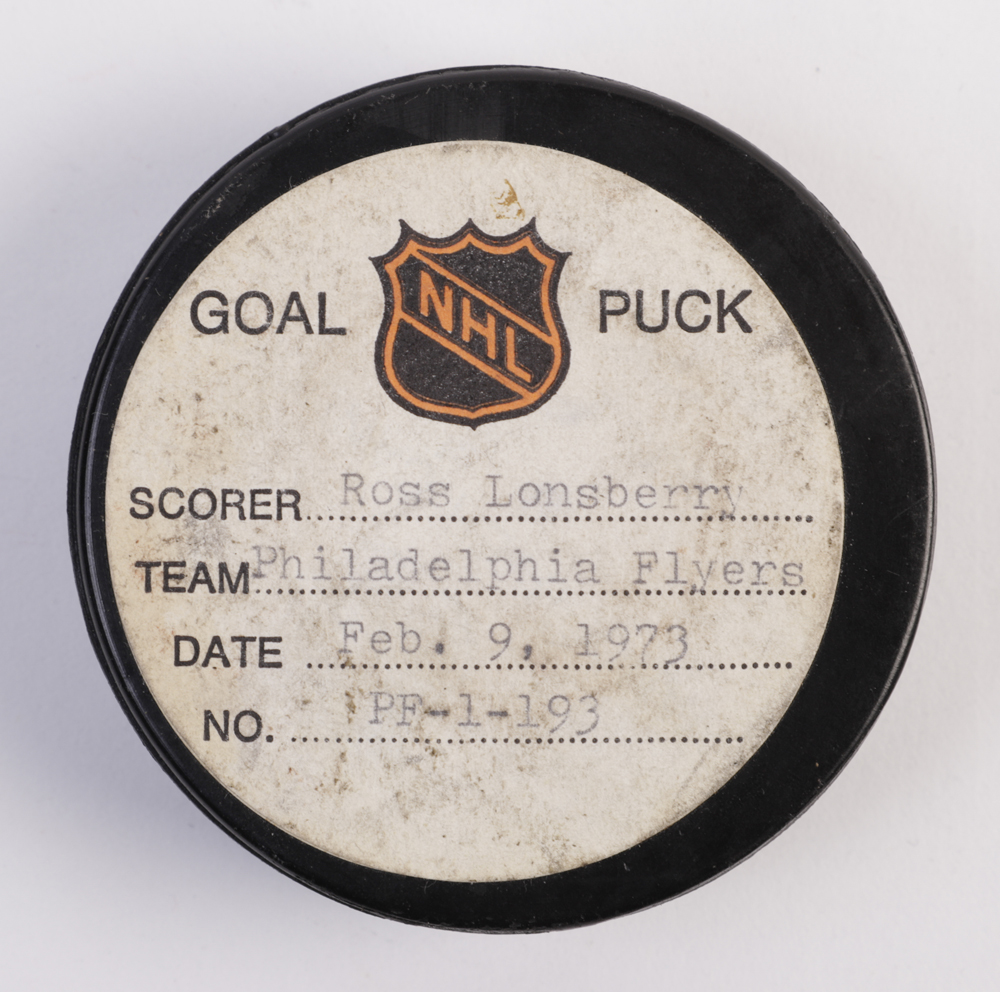 GOAL NHL PUCK
SCORER Ross Lonsberry
TEAM Philadelphia Flyers
DATE Feb. 9, 1973
NO. PF-1-193